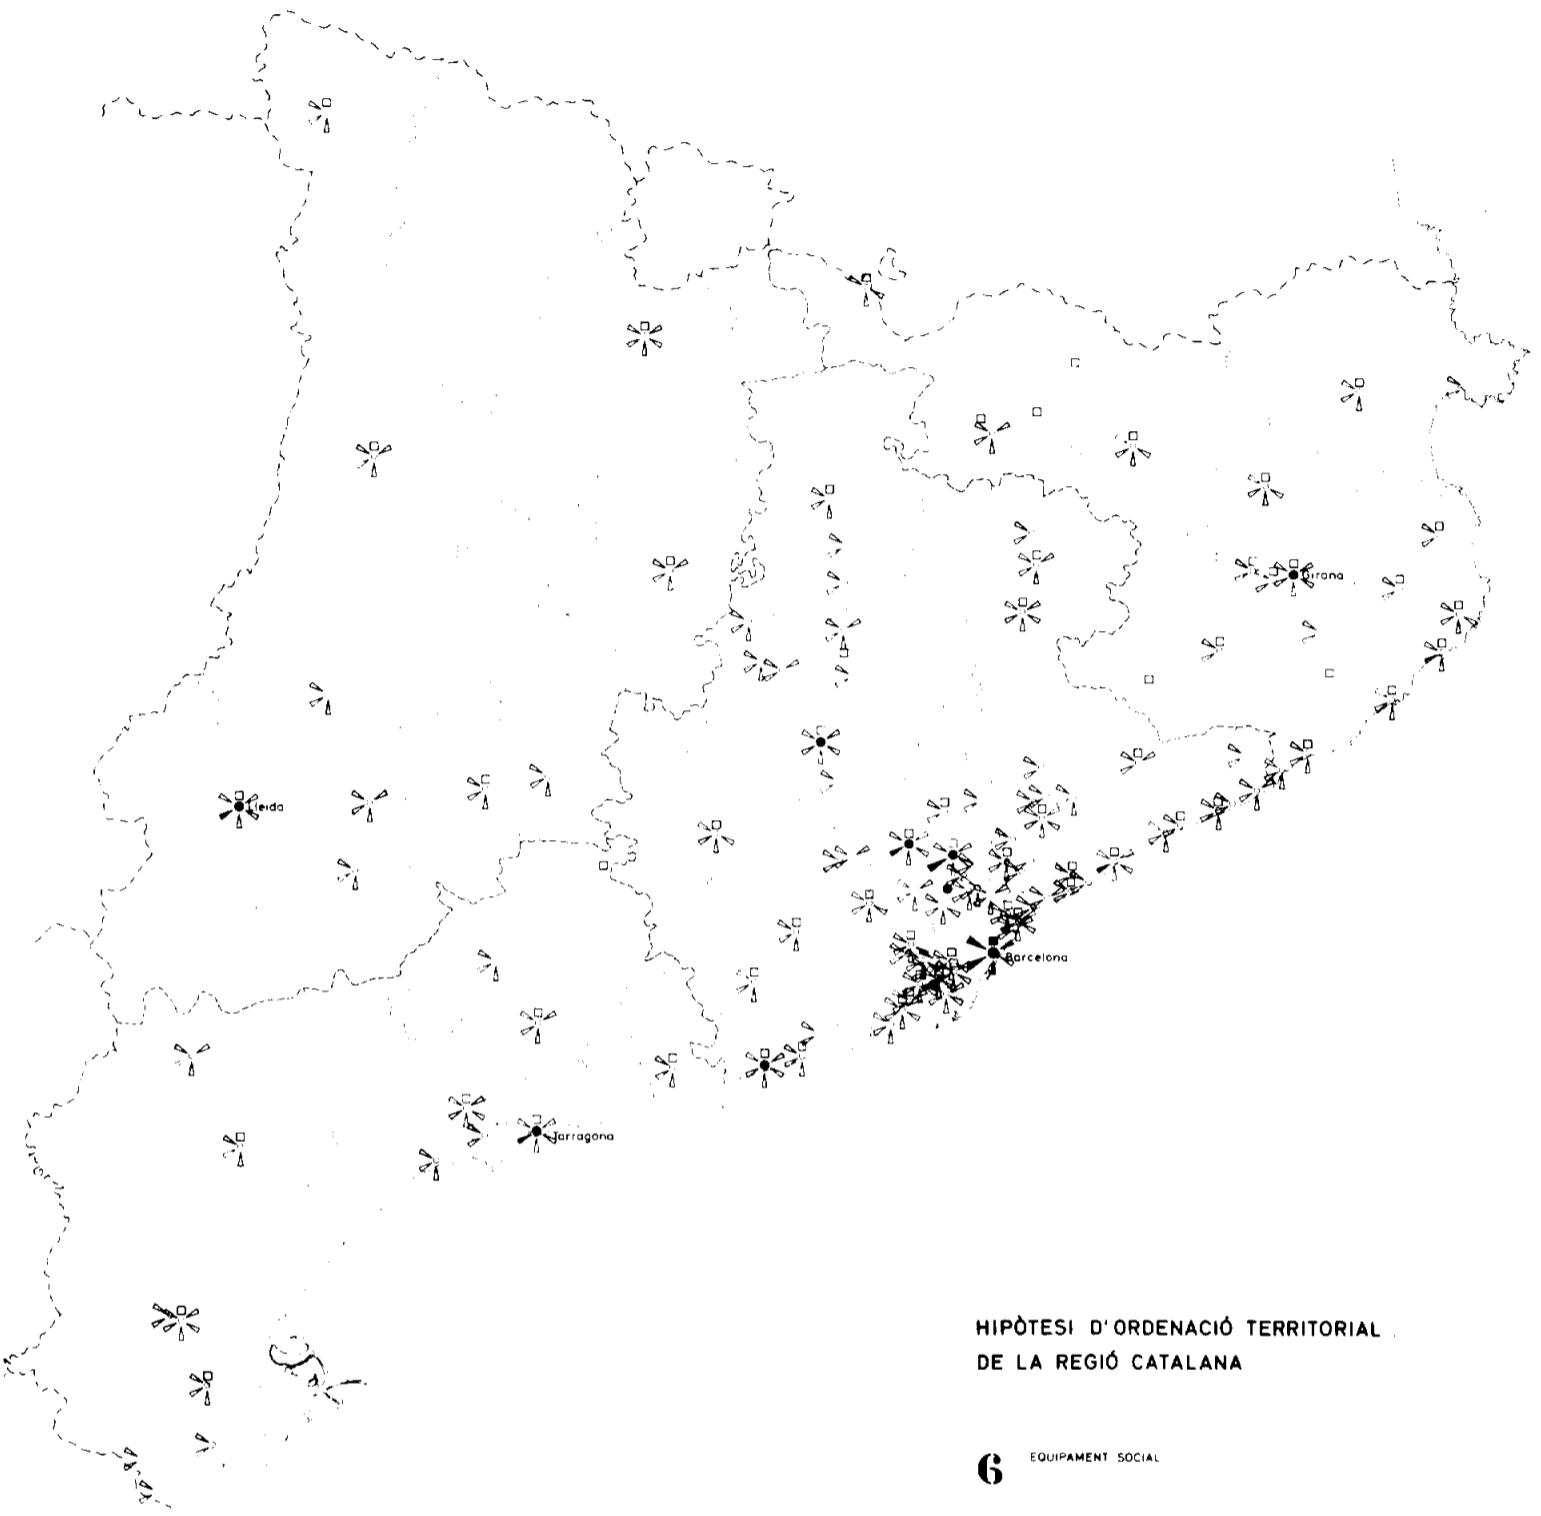 Girona
Lleida
Barcelona
Tarragona
HIPÒTESI D'ORDENACIÓ TERRITORIAL
DE LA REGIÓ CATALANA
6 EQUIPAMENT SOCIAL